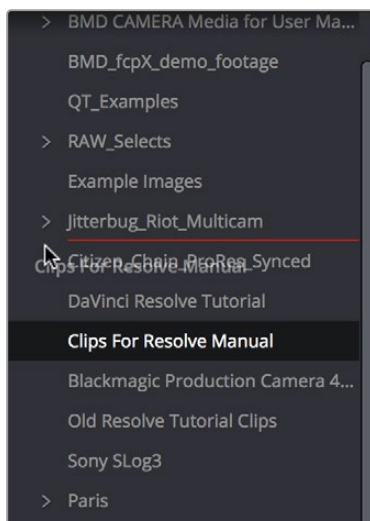 BMD CAMERA Media for User Ma...
BMD_fcpX_demo_footage
QT_Examples
RAW_Selects
Example Images
Jitterbug_Riot_Multicam
Citizen_Chain_ProRes_Synced
Clips For Resolve Manual
DaVinci Resolve Tutorial
Clips For Resolve Manual
Blackmagic Production Camera 4...
Old Resolve Tutorial Clips
Sony SLog3
Paris